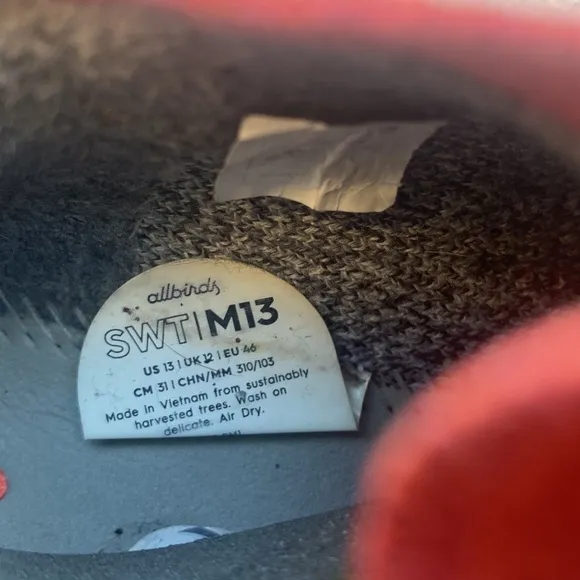 allbirds
SWT|M13
US 13 | UK 12 | EU 46
CM 31 | CHN/MM 310/103
Made in Vietnam from sustainably
harvested trees. Wash on
delicate. Air Dry.